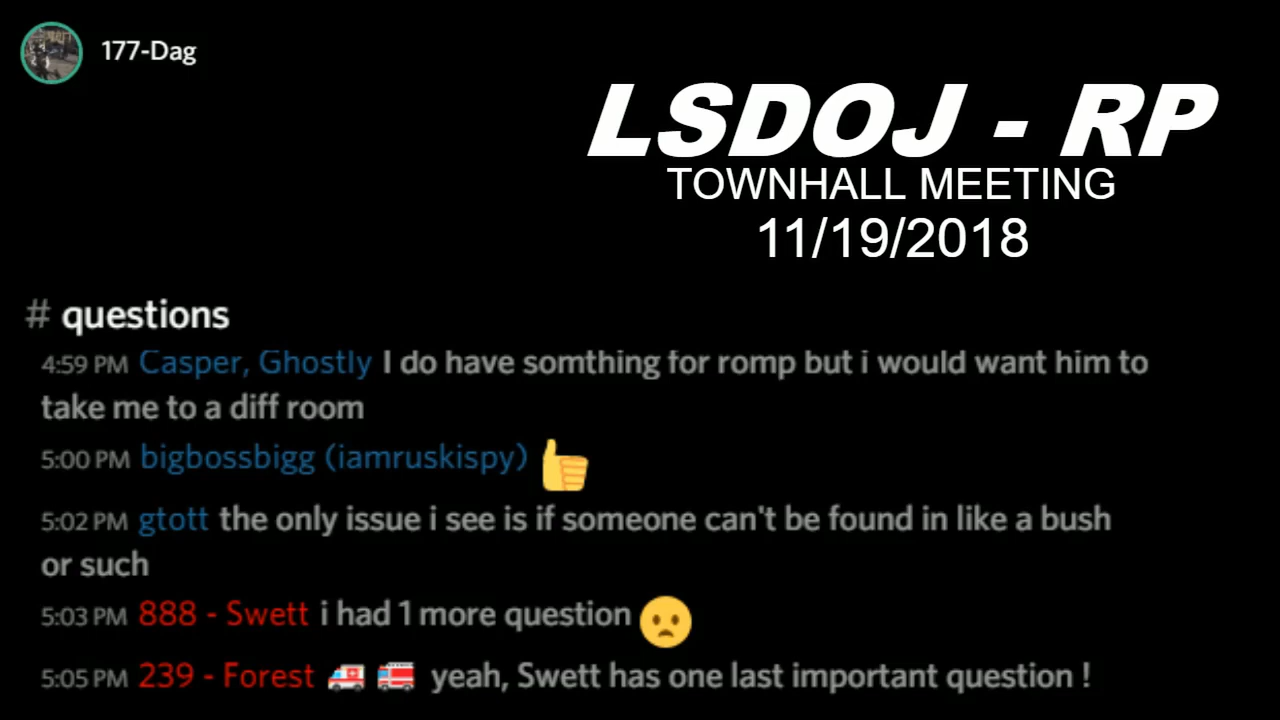 177-Dag
LSDOJ - RP
TOWNHALL MEETING
11/19/2018
# questions
4:59 PM Casper, Ghostly I do have somthing for romp but i would want him to
take me to a diff room
5:00 PM bigbossbigg (iamruskispy) 👍
5:02 PM gtott the only issue i see is if someone can't be found in like a bush
or such
5:03 PM 888 - Swett i had 1 more question 😦
5:05 PM 239 - Forest 🚑 🚒 yeah, Swett has one last important question !